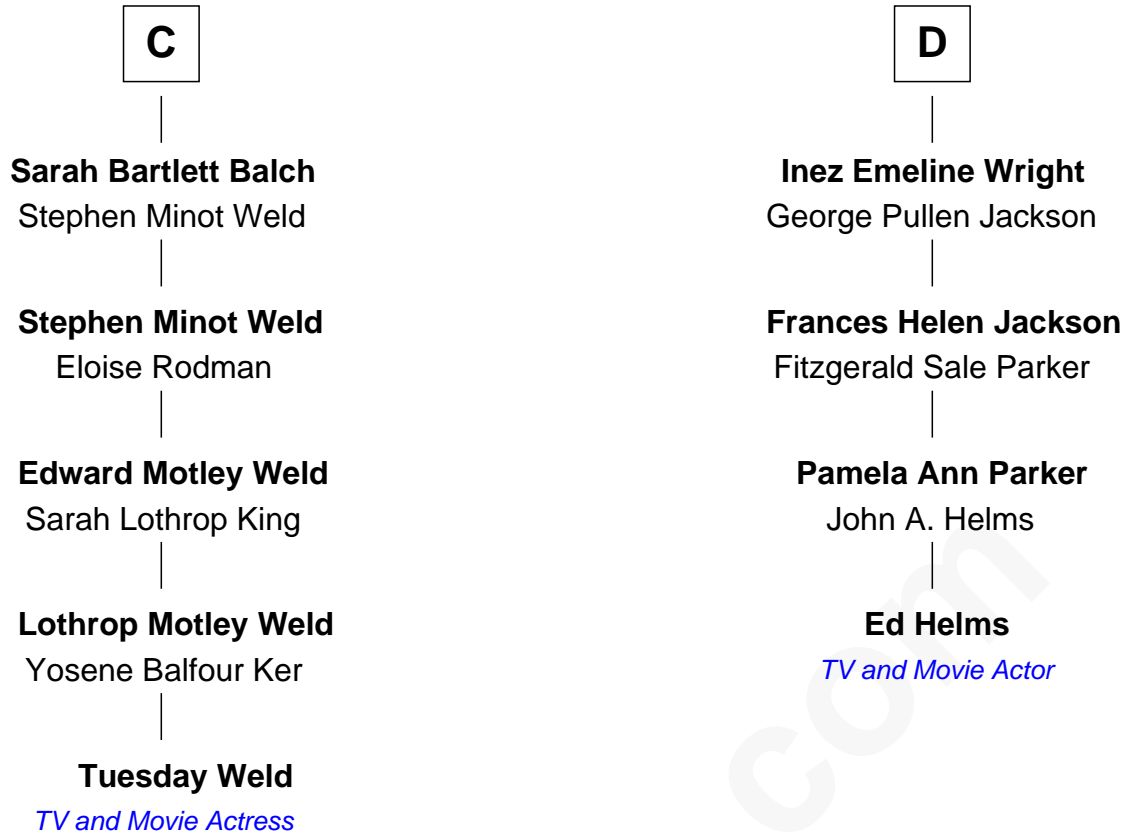 C
Sarah Bartlett Balch
Stephen Minot Weld
Stephen Minot Weld
Eloise Rodman
Edward Motley Weld
Sarah Lothrop King
Lothrop Motley Weld
Yosene Balfour Ker
Tuesday Weld
TV and Movie Actress
D
Inez Emeline Wright
George Pullen Jackson
Frances Helen Jackson
Fitzgerald Sale Parker
Pamela Ann Parker
John A. Helms
Ed Helms
TV and Movie Actor
com